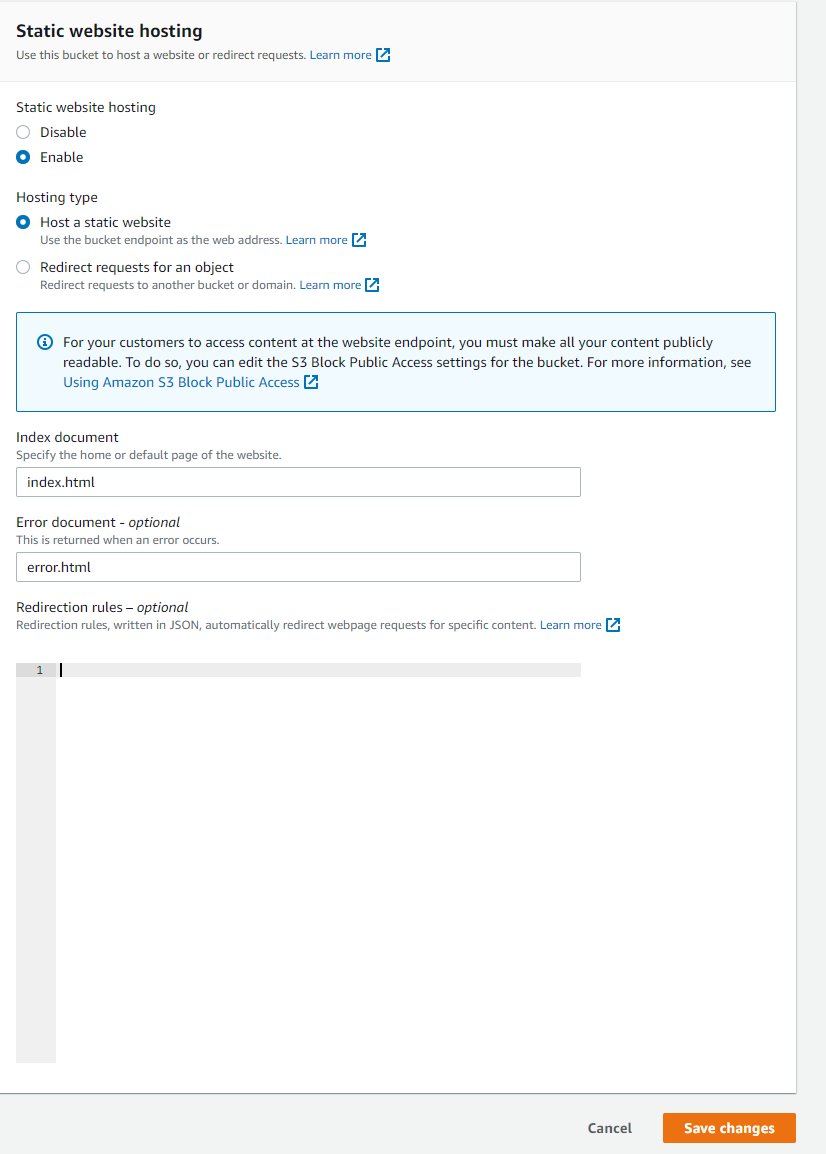 Static website hosting
Use this bucket to host a website or redirect requests. Learn more
Static website hosting
Disable
Enable
Hosting type
Host a static website
Use the bucket endpoint as the web address. Learn more
Redirect requests for an object
Redirect requests to another bucket or domain. Learn more
For your customers to access content at the website endpoint, you must make all your content publicly
readable. To do so, you can edit the S3 Block Public Access settings for the bucket. For more information, see
Using Amazon S3 Block Public Access
Index document
Specify the home or default page of the website.
index.html
Error document - optional
This is returned when an error occurs.
error.html
Redirection rules – optional
Redirection rules, written in JSON, automatically redirect webpage requests for specific content. Learn more
1
Cancel Save changes